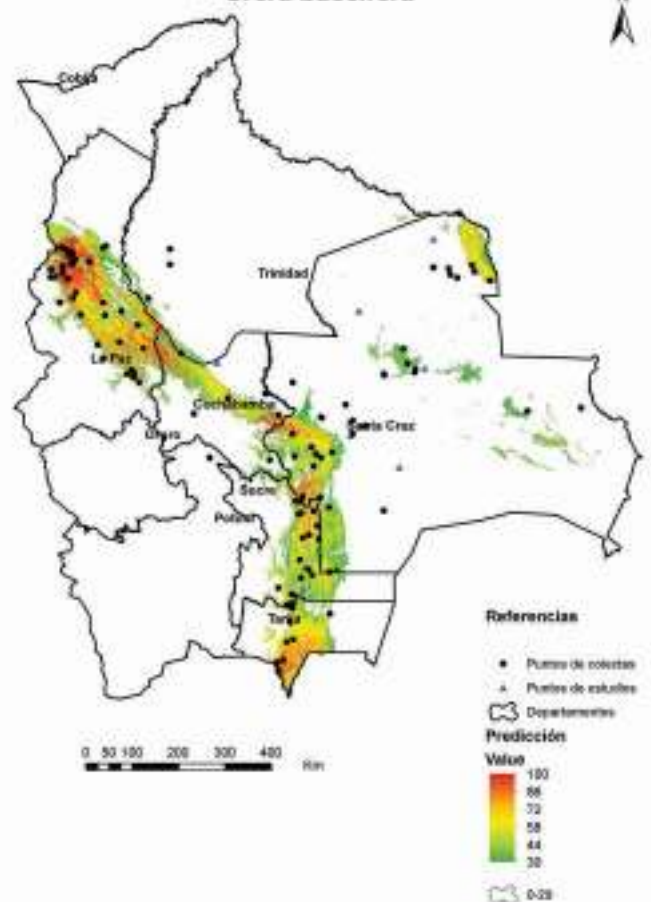 Cobija
Trinidad
La Paz
Cochabamba
Santa Cruz
Oruro
Sucre
Potosí
Tarija
Referencias
Puntos de colectas
Puntos de estudios
Departamentos
Predicción
Value
100
86
72
58
44
30
0-20
0 50 100 200 300 400
Km